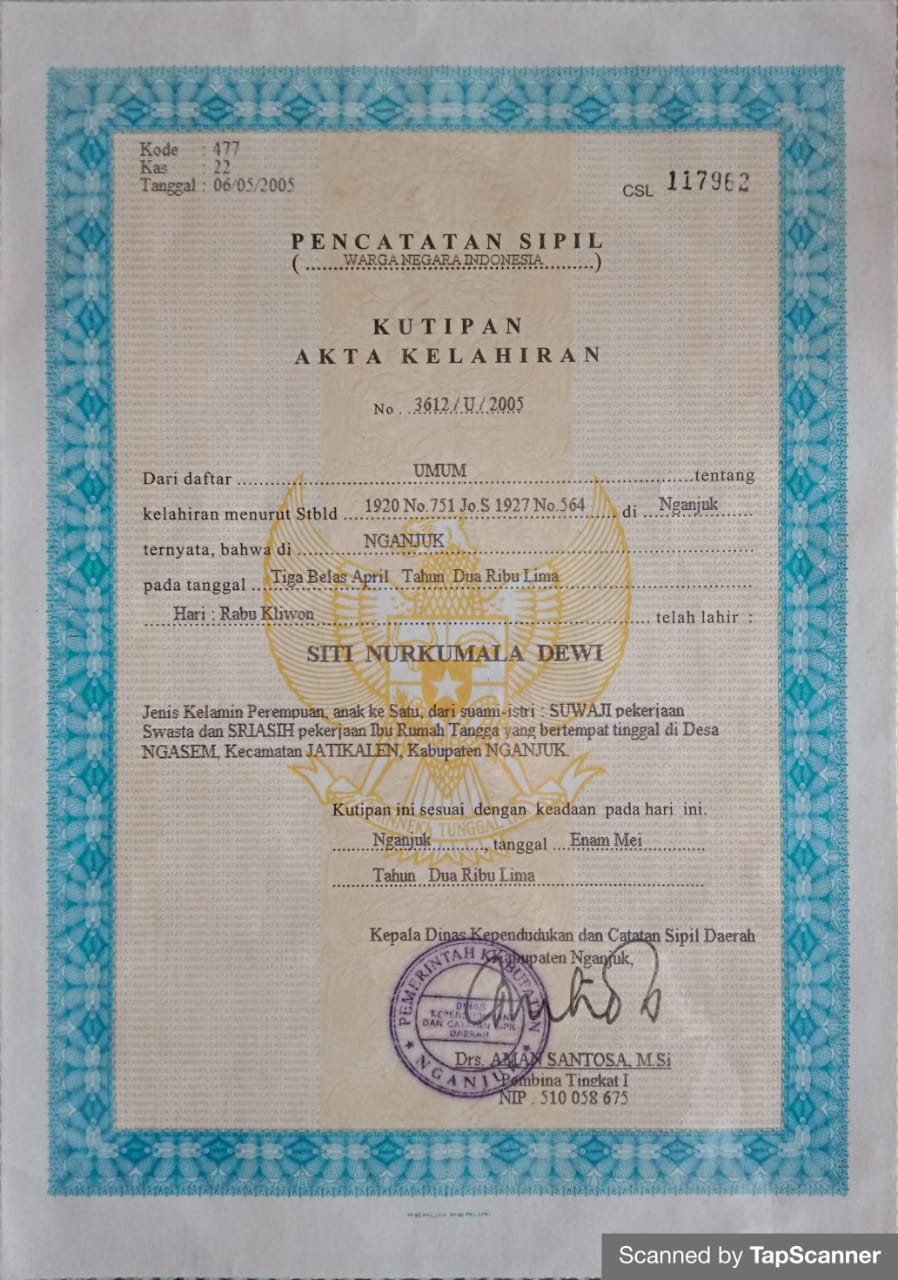 Kode : 477
Kas 22
Tanggal : 06/05/2005
CSL 117962
PENCATATAN SIPIL
(......WARGA NEGARA INDONESIA.........)
KUTIPAN
AKTA KELAHIRAN
No . . 3612 / U / 2005
Dari daftar ........ UMUM ........ tentang
kelahiran menurut Stbld ... 1920 No.751 Jo.S 1927 No.564 ..... di ... Nganjuk ......
ternyata, bahwa di ........ NGANJUK ........
pada tanggal .. Tiga Belas April Tahun Dua Ribu Lima ........
Hari : Rabu Kliwon ........ telah lahir :
SITI NURKUMALA DEWI
Jenis Kelamin Perempuan, anak ke Satu, dari suami-istri : SUWAJI pekerjaan
Swasta dan SRIASIH pekerjaan Ibu Rumah Tangga yang bertempat tinggal di Desa
NGASEM, Kecamatan JATIKALEN, Kabupaten NGANJUK.
Kutipan ini sesuai dengan keadaan pada hari ini.
Nganjuk ........, tanggal ... Enam Mei ........
Tahun Dua Ribu Lima
Kepala Dinas Kependudukan dan Catatan Sipil Daerah
Kabupaten Nganjuk,
PEMERINTAH KABUPATEN
DINAS
KEPENDUDUKAN
DAN CATATAN SIPIL
DAERAH
NGANJUK
Drs. AMAN SANTOSA, M.Si
Pembina Tingkat I
NIP . 510 058 675
PERUM PERURI
Scanned by TapScanner